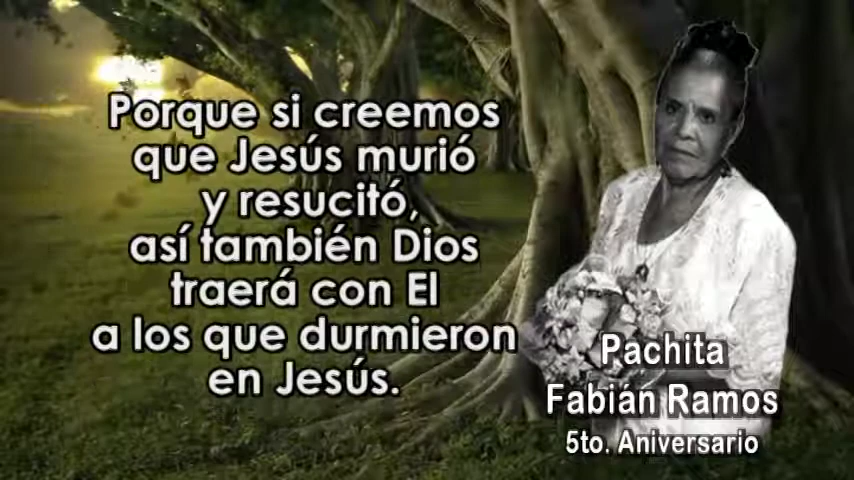 Porque si creemos
que Jesús murió
y resucitó,
así también Dios
traerá con El
a los que durmieron
en Jesús.
Pachita
Fabián Ramos
5to. Aniversario